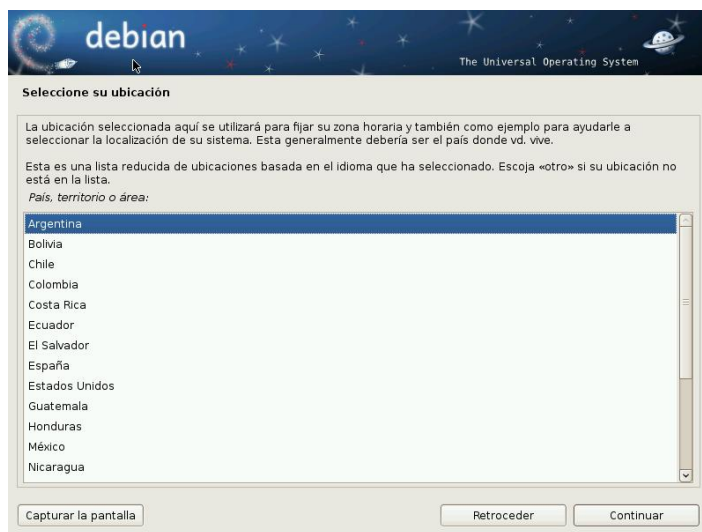 debian
The Universal Operating System
Seleccione su ubicación
La ubicación seleccionada aquí se utilizará para fijar su zona horaria y también como ejemplo para ayudarle a
seleccionar la localización de su sistema. Esta generalmente debería ser el país donde vd. vive.
Esta es una lista reducida de ubicaciones basada en el idioma que ha seleccionado. Escoja «otro» si su ubicación no
está en la lista.
País, territorio o área:
Argentina
Bolivia
Chile
Colombia
Costa Rica
Ecuador
El Salvador
España
Estados Unidos
Guatemala
Honduras
México
Nicaragua
Capturar la pantalla
Retroceder
Continuar